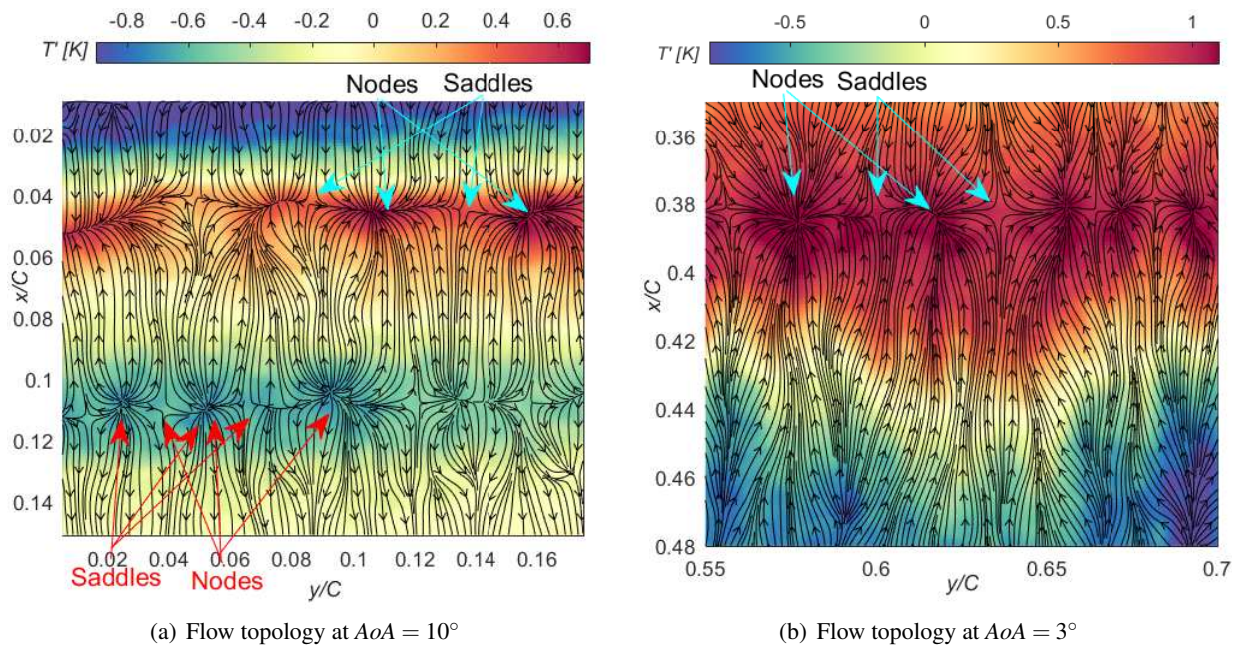 -0.8 -0.6 -0.4 -0.2 0 0.2 0.4 0.6
T' [K]
Nodes Saddles
0.02
0.04
0.06
x/C
0.08
0.1
0.12
0.14
0.02 0.04 0.06 0.08 0.1 0.12 0.14 0.16
Saddles Nodes
y/C
(a) Flow topology at AoA = 10°
-0.5 0 0.5 1
T' [K]
Nodes Saddles
0.36
0.38
0.4
x/C
0.42
0.44
0.46
0.48
0.55 0.6 0.65 0.7
y/C
(b) Flow topology at AoA = 3°